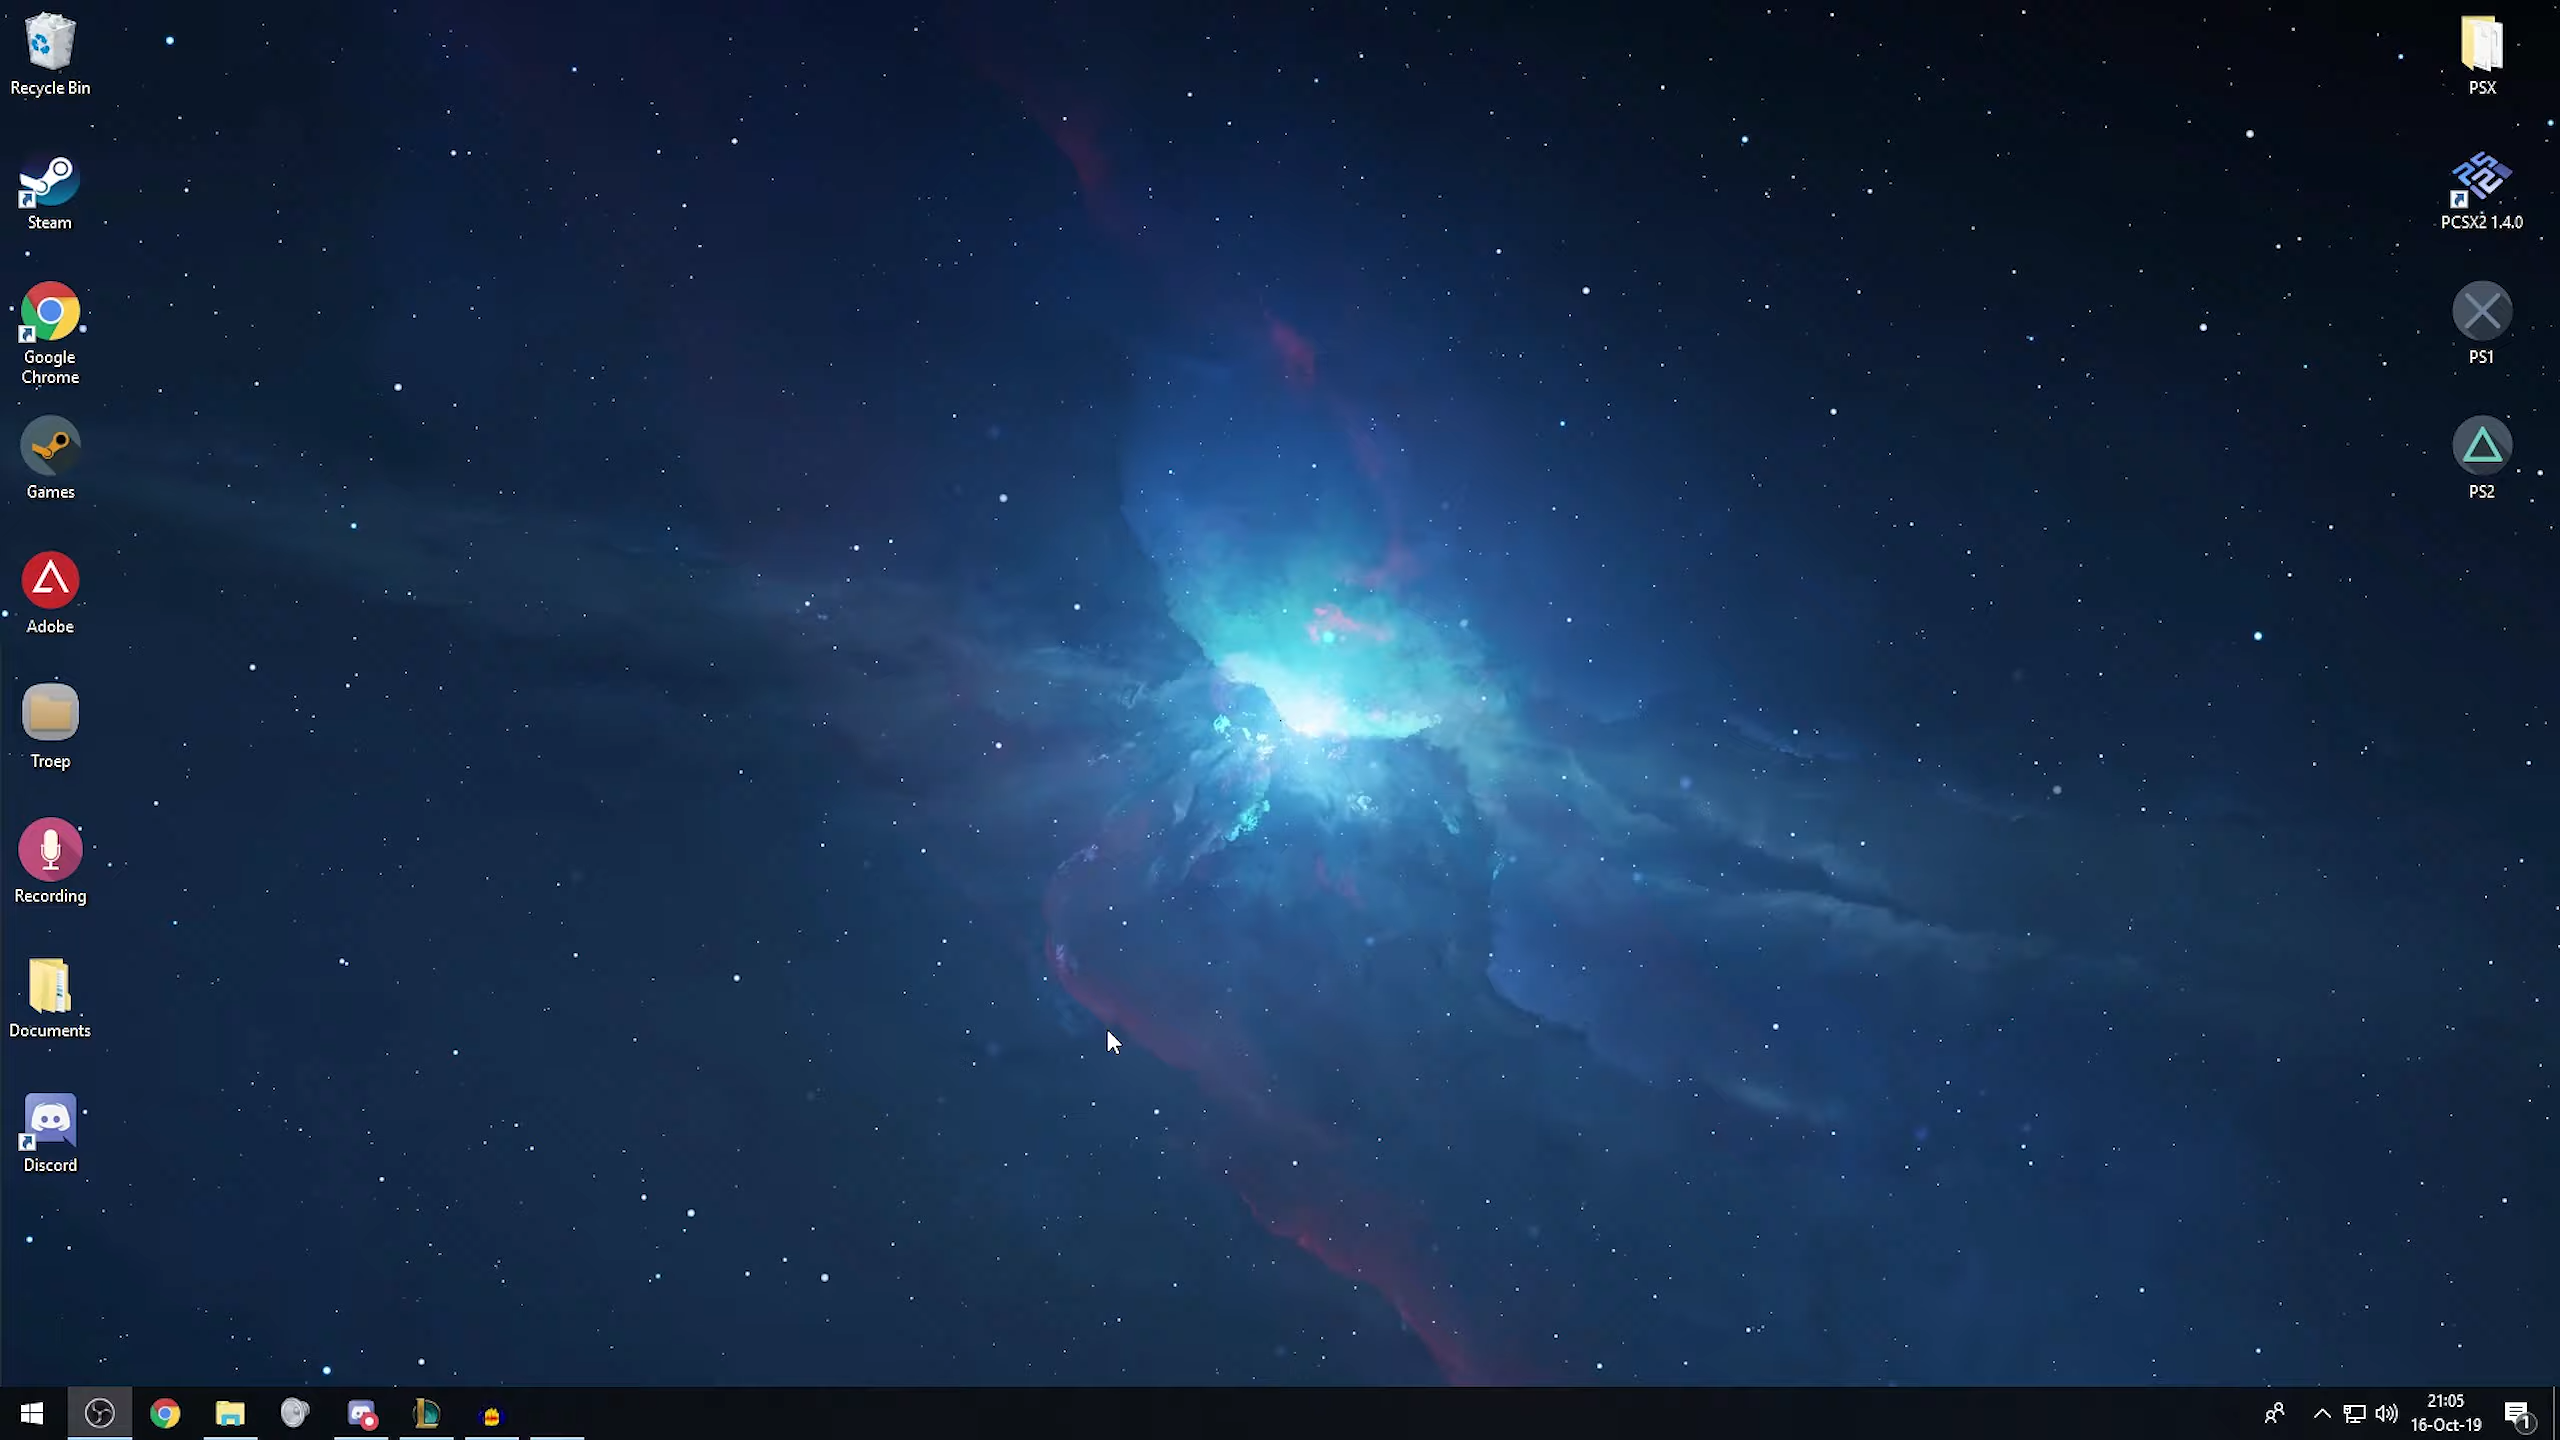 Recycle Bin
Steam
Google
Chrome
Games
Adobe
Troep
Recording
Documents
Discord
PSX
PCSX2 1.4.0
PS1
PS2
21:05
16-Oct-19
1